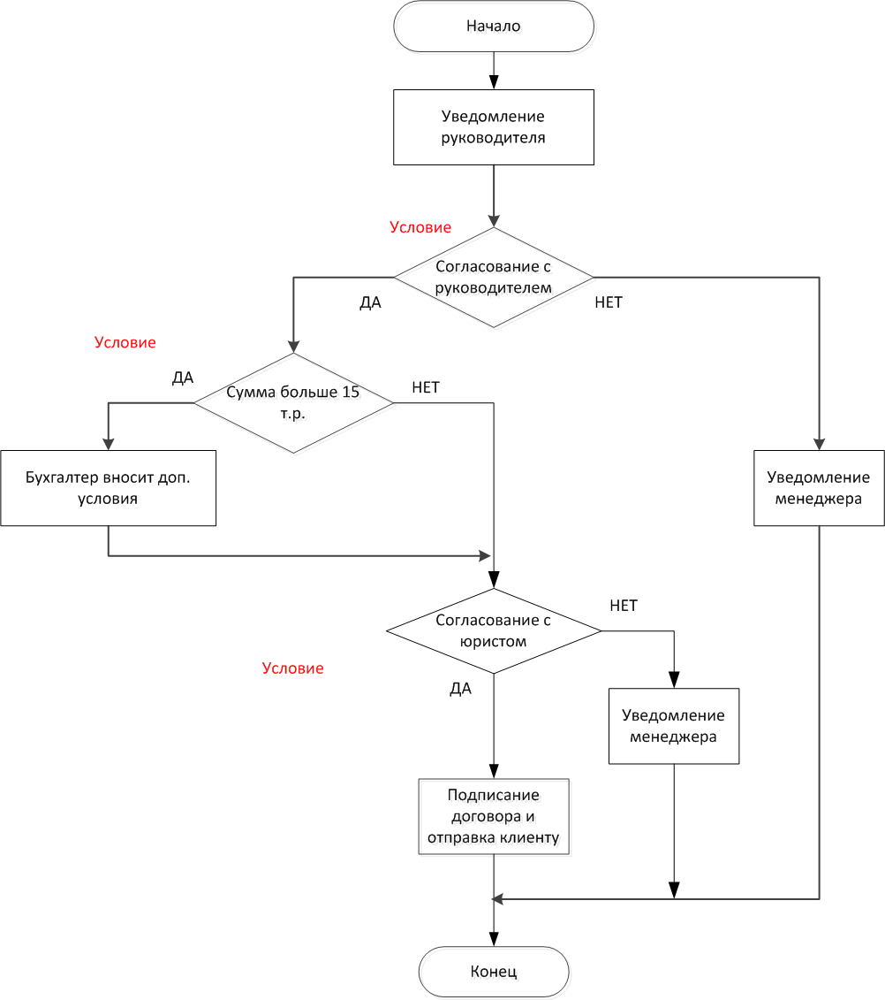 Начало
Уведомление
руководителя
Условие
Согласование с
руководителем
ДА
НЕТ
Условие
ДА
Сумма больше 15
т.р.
НЕТ
Бухгалтер вносит доп.
условия
Уведомление
менеджера
Согласование с
юристом
НЕТ
Условие
ДА
Уведомление
менеджера
Подписание
договора и
отправка клиенту
Конец